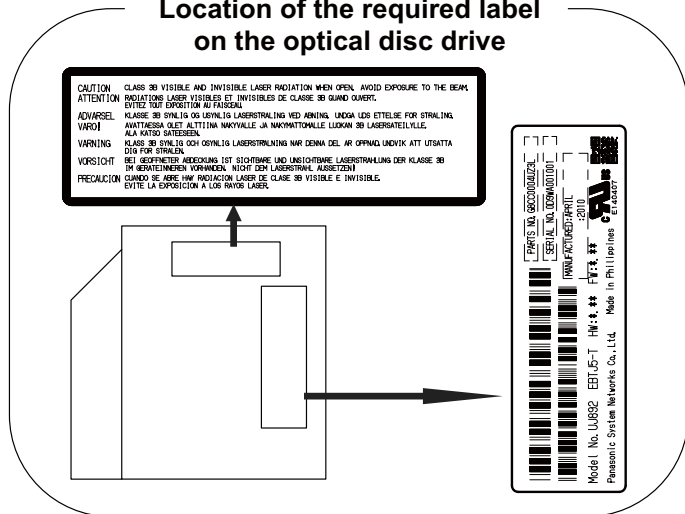 Location of the required label
on the optical disc drive
CAUTION CLASS 3B VISIBLE AND INVISIBLE LASER RADIATION WHEN OPEN, AVOID EXPOSURE TO THE BEAM.
ATTENTION RADIATIONS LASER VISIBLES ET INVISIBLES DE CLASSE 3B QUAND OUVERT.
EVITEZ TOUT EXPOSITION AU FAISCEAU.
ADVARSEL KLASSE 3B SYNLIG OG USYNLIG LASERSTRALING VED ABNING, UNDGA UDS ETTELSE FOR STRALING.
VARO! AVATTAESSA OLET ALTTIINA NAKYVALLE JA NAKYMATTOMALLE LUOKAN 3B LASERSATEILYLLE,
ALA KATSO SATEESEEN.
VARNING KLASS 3B SYNLIG OCH OSYNLIG LASERSTRALNING NAR DENNA DEL AR OPPNAD UNDVIK ATT UTSATTA
DIG FOR STRALEN.
VORSICHT BEI GEOFFNETER ABDECKUNG IST SICHTBARE UND UNSICHTBARE LASERSTRAHLUNG DER KLASSE 3B
IM GERATEINNEREN VORHANDEN. NICHT DEM LASERSTRAHL AUSSETZEN!
PRECAUCION CUANDO SE ABRE HAW RADIACION LASER DE CLASE 3B VISIBLE E INVISIBLE.
EVITE LA EXPOSICION A LOS RAYOS LASER.
PARTS NO. G8CC0004UZ3L
SERIAL NO. 0D9WA001001
MANUFACTURED:APRIL
:2010
Model No. UJ892 EBTJ5-T HW:*.** FW:*.**
Panasonic System Networks Co., Ltd. Made in Philippines
E140407